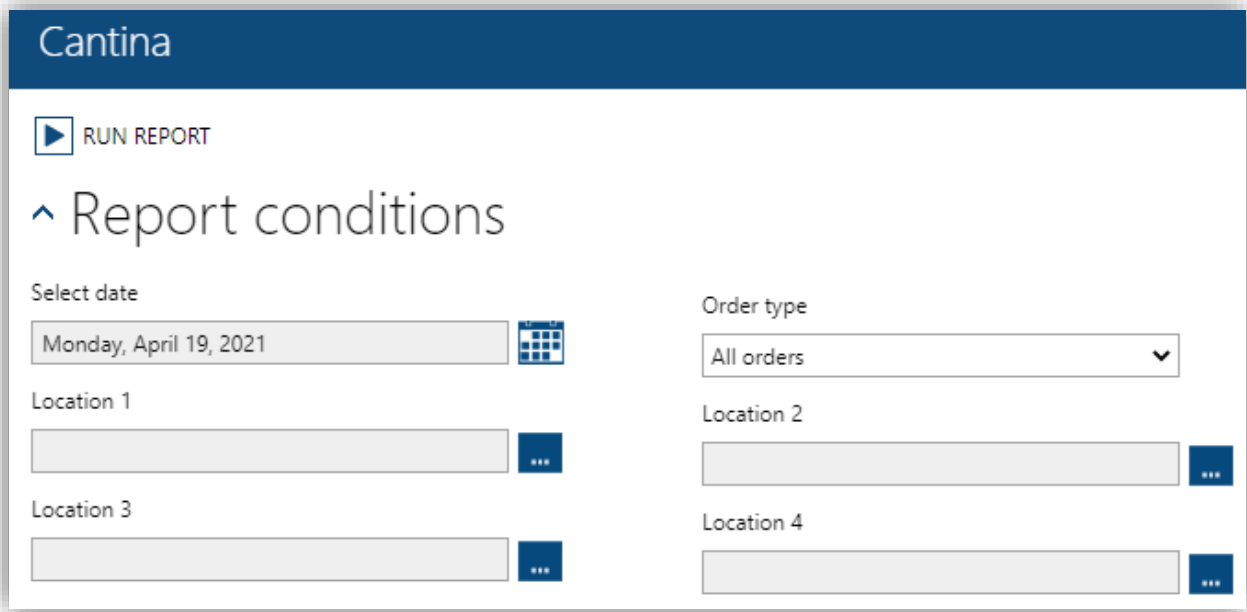 Cantina
RUN REPORT
Report conditions
Select date
Monday, April 19, 2021
Order type
All orders
Location 1
...
Location 2
...
Location 3
...
Location 4
...